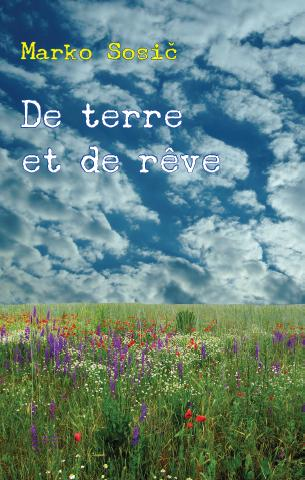 Marko Sosič
De terre
et de rêve